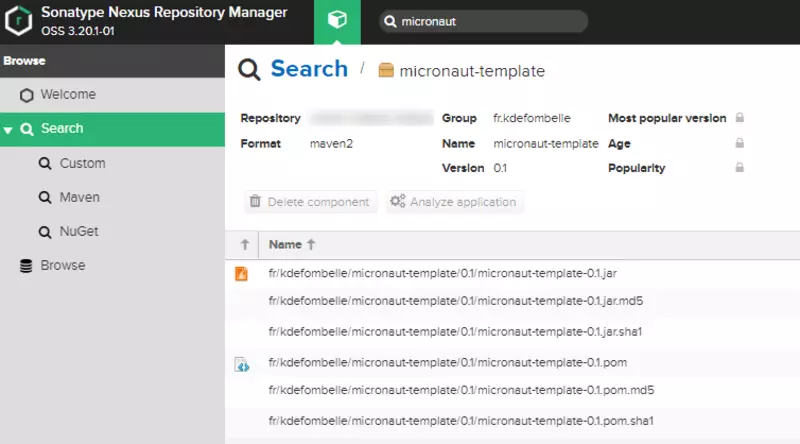 Sonatype Nexus Repository Manager
OSS 3.20.1-01
micronaut
Browse
Welcome
Search
Custom
Maven
NuGet
Browse
Search / micronaut-template
Repository
Group fr.kdefombelle
Most popular version
Format maven2
Name micronaut-template
Age
Version 0.1
Popularity
Delete component
Analyze application
Name
fr/kdefombelle/micronaut-template/0.1/micronaut-template-0.1.jar
fr/kdefombelle/micronaut-template/0.1/micronaut-template-0.1.jar.md5
fr/kdefombelle/micronaut-template/0.1/micronaut-template-0.1.jar.sha1
fr/kdefombelle/micronaut-template/0.1/micronaut-template-0.1.pom
fr/kdefombelle/micronaut-template/0.1/micronaut-template-0.1.pom.md5
fr/kdefombelle/micronaut-template/0.1/micronaut-template-0.1.pom.sha1